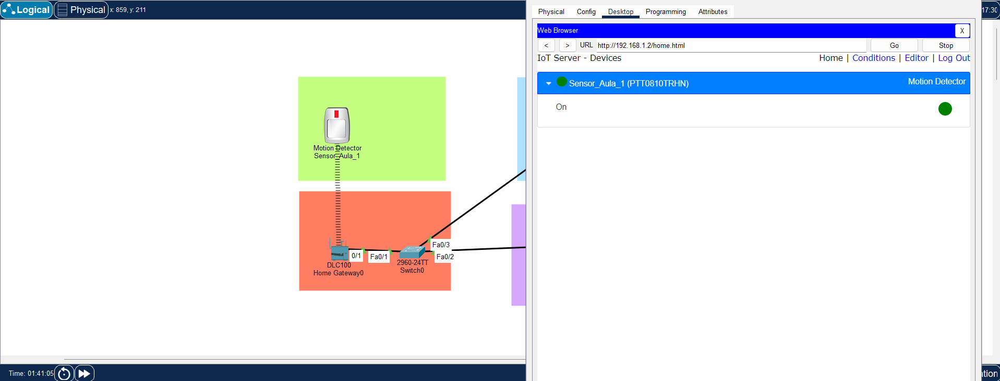 Logical
Physical
x: 859, y: 211
Motion Detector
Sensor_Aula_1
Fa0/3
0/1
Fa0/1
Fa0/2
DLC100
Home Gateway0
2960-24TT
Switch0
Time: 01:41:05
Physical Config Desktop Programming Attributes
17:30
Web Browser
X
< > URL http://192.168.1.2/home.html Go Stop
IoT Server - Devices
Home | Conditions | Editor | Log Out
Sensor_Aula_1 (PTT0810TRHN)
Motion Detector
On